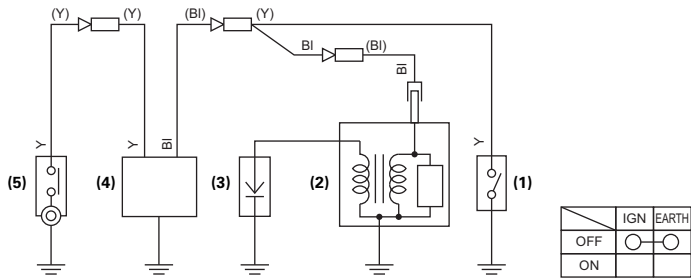 (Y) (Y) (Bl) (Y)
Bl (Bl)
Bl
Y Y Bl Y
(5) (4) (3) (2) (1)
IGN EARTH
OFF
ON